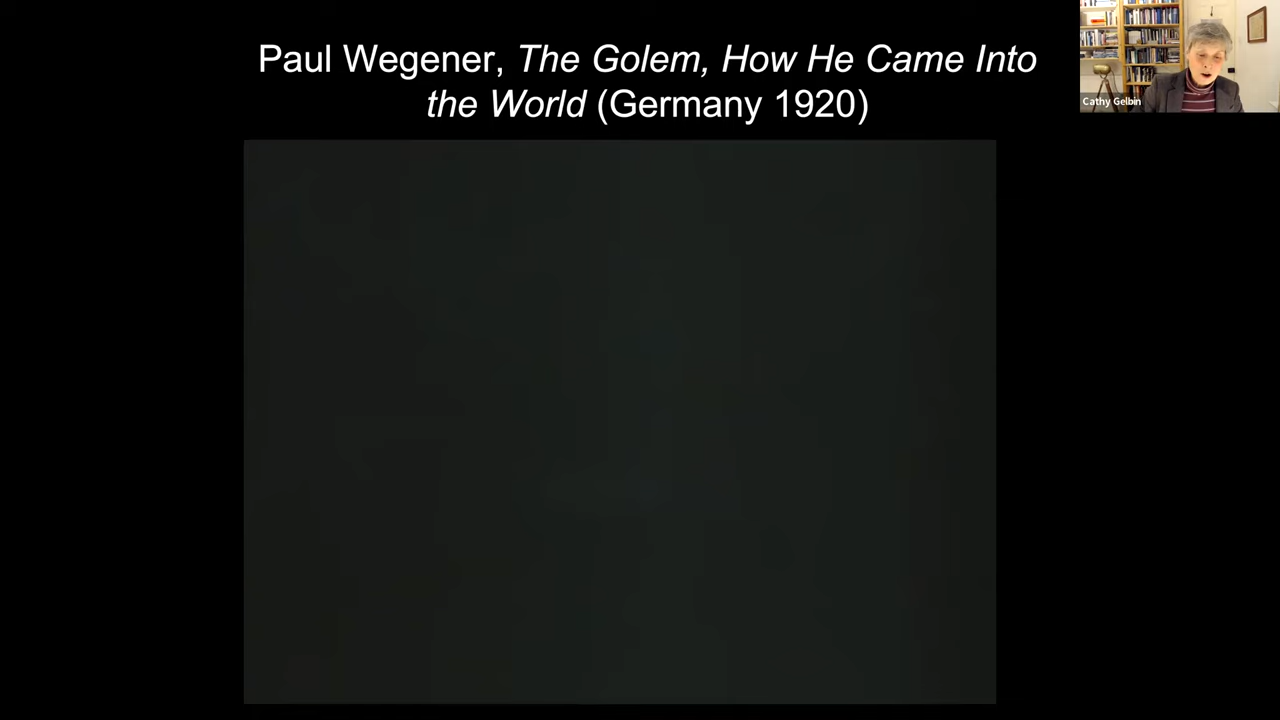 Paul Wegener, The Golem, How He Came Into
the World (Germany 1920)
Cathy Gelbin